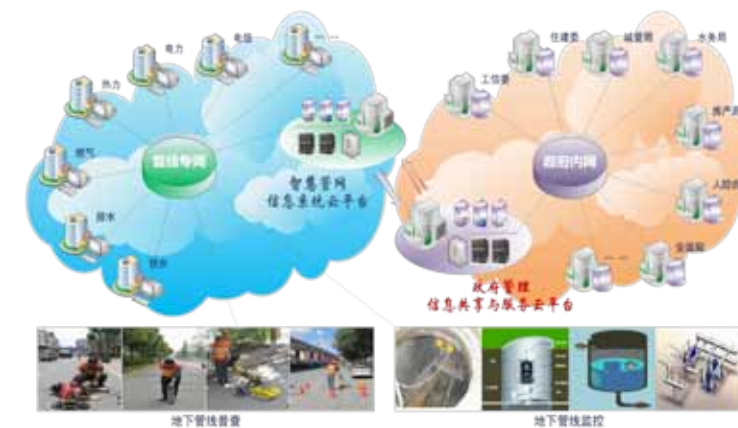 电力
电信
… …
热力
燃气
排水
供水
管线专网
智慧管网
信息系统云平台
住建委
城管局
水务局
工信委
房产局
人防办
政府内网
… …
政府管理
信息共享与服务云平台
地下管线普查
地下管线监控